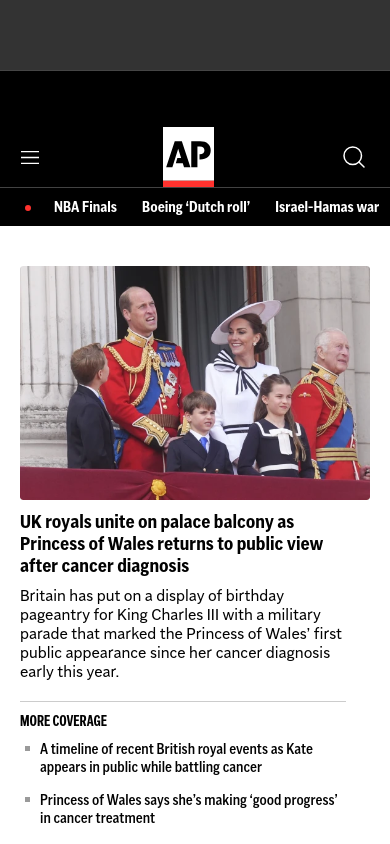 AP
NBA Finals
Boeing ‘Dutch roll’
Israel-Hamas war
UK royals unite on palace balcony as
Princess of Wales returns to public view
after cancer diagnosis
Britain has put on a display of birthday
pageantry for King Charles III with a military
parade that marked the Princess of Wales’ first
public appearance since her cancer diagnosis
early this year.
MORE COVERAGE
A timeline of recent British royal events as Kate
appears in public while battling cancer
Princess of Wales says she’s making ‘good progress’
in cancer treatment